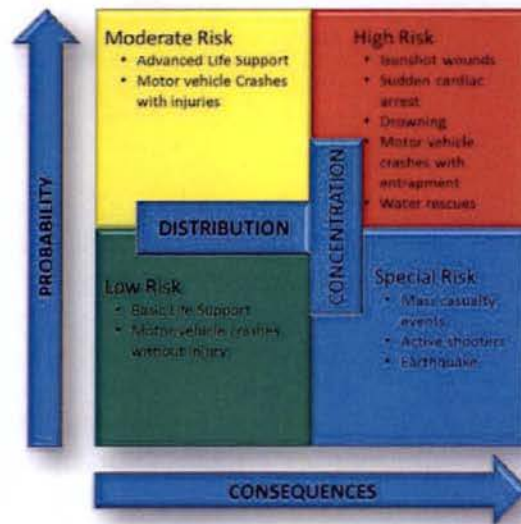 Moderate Risk
• Advanced Life Support
• Motor vehicle Crashes
with injuries
High Risk
• Gunshot wounds
• Sudden cardiac
arrest
• Drowning
• Motor vehicle
crashes with
entrapment
• Water rescues
PROBABILITY
DISTRIBUTION
CONCENTRATION
Low Risk
• Basic Life Support
• Motor vehicle crashes
without injury
Special Risk
• Mass casualty
events
• Active shooters
• Earthquake
CONSEQUENCES